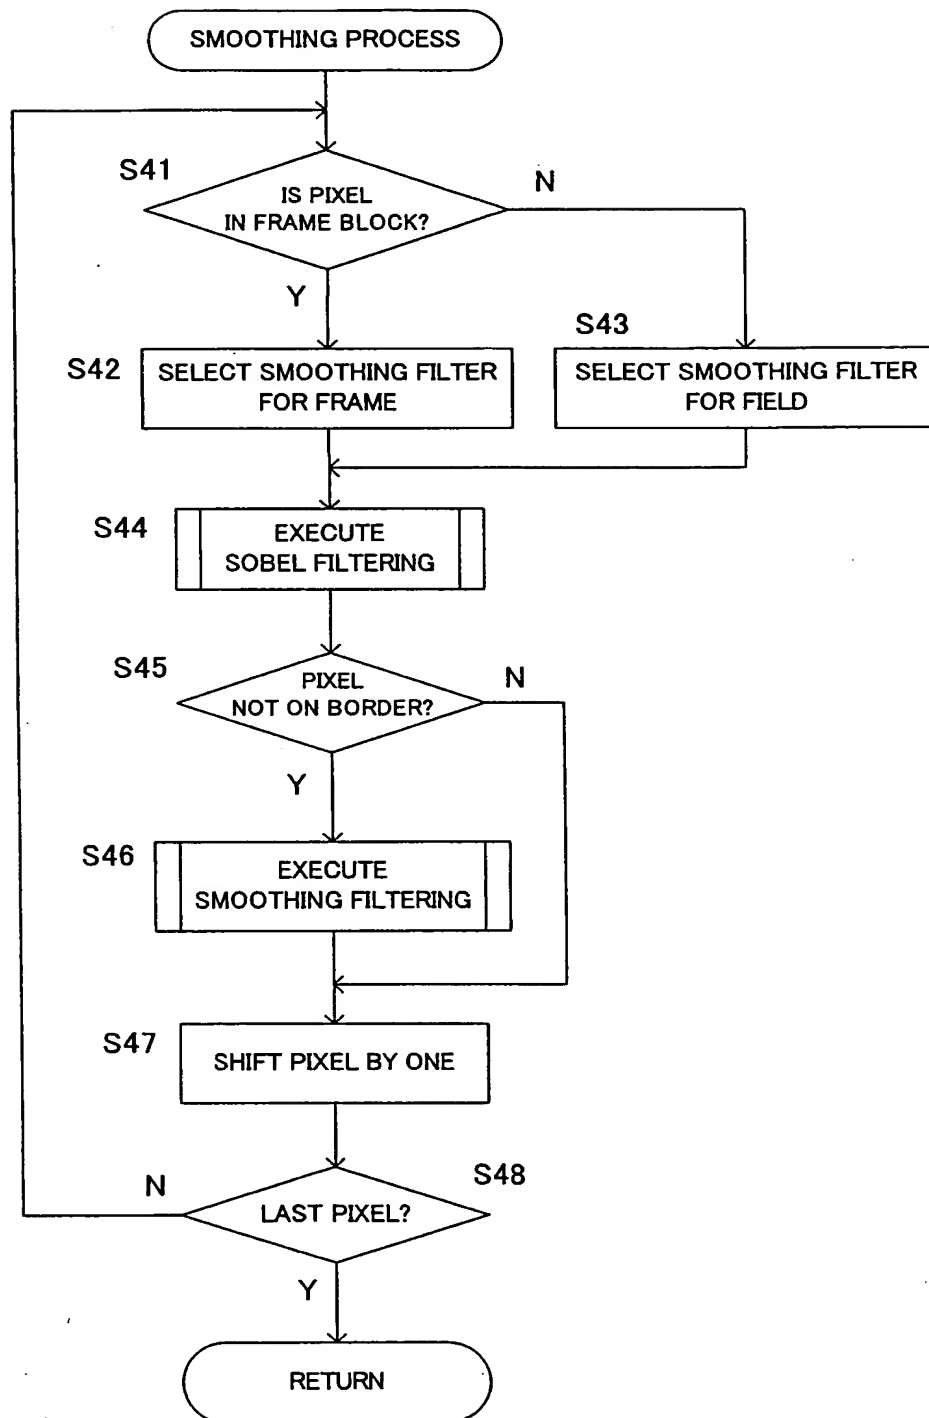 SMOOTHING PROCESS
S41
IS PIXEL
IN FRAME BLOCK?
N
Y
S42
SELECT SMOOTHING FILTER
FOR FRAME
S43
SELECT SMOOTHING FILTER
FOR FIELD
S44
EXECUTE
SOBEL FILTERING
S45
PIXEL
NOT ON BORDER?
N
Y
S46
EXECUTE
SMOOTHING FILTERING
S47
SHIFT PIXEL BY ONE
N
S48
LAST PIXEL?
Y
RETURN